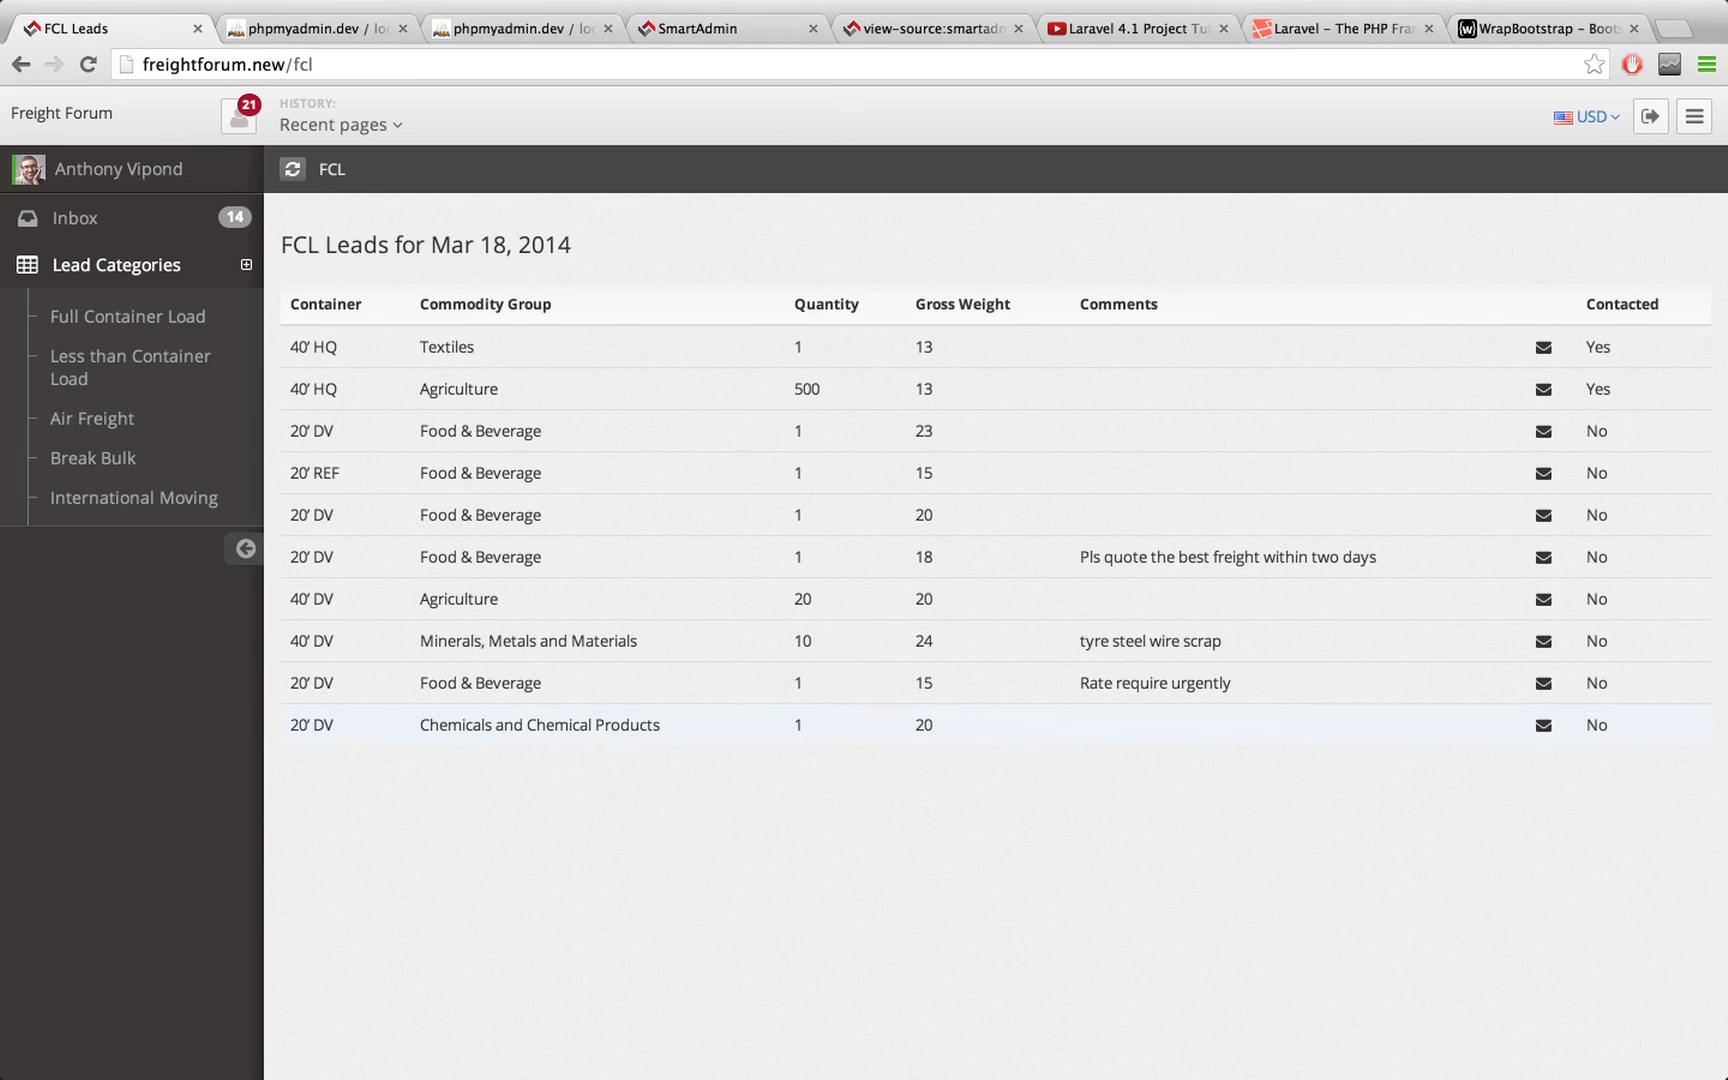 FCL Leads
phpmyadmin.dev / loc
phpmyadmin.dev / loc
SmartAdmin
view-source:smartadn
Laravel 4.1 Project Tut
Laravel – The PHP Fran
WrapBootstrap – Boots
freightforum.new/fcl
Freight Forum
21
HISTORY:
Recent pages
USD
Anthony Vipond
FCL
Inbox
14
Lead Categories
Full Container Load
Less than Container
Load
Air Freight
Break Bulk
International Moving
FCL Leads for Mar 18, 2014
Container Commodity Group Quantity Gross Weight Comments Contacted
40' HQ Textiles 1 13 Yes
40' HQ Agriculture 500 13 Yes
20' DV Food & Beverage 1 23 No
20' REF Food & Beverage 1 15 No
20' DV Food & Beverage 1 20 No
20' DV Food & Beverage 1 18 Pls quote the best freight within two days No
40' DV Agriculture 20 20 No
40' DV Minerals, Metals and Materials 10 24 tyre steel wire scrap No
20' DV Food & Beverage 1 15 Rate require urgently No
20' DV Chemicals and Chemical Products 1 20 No